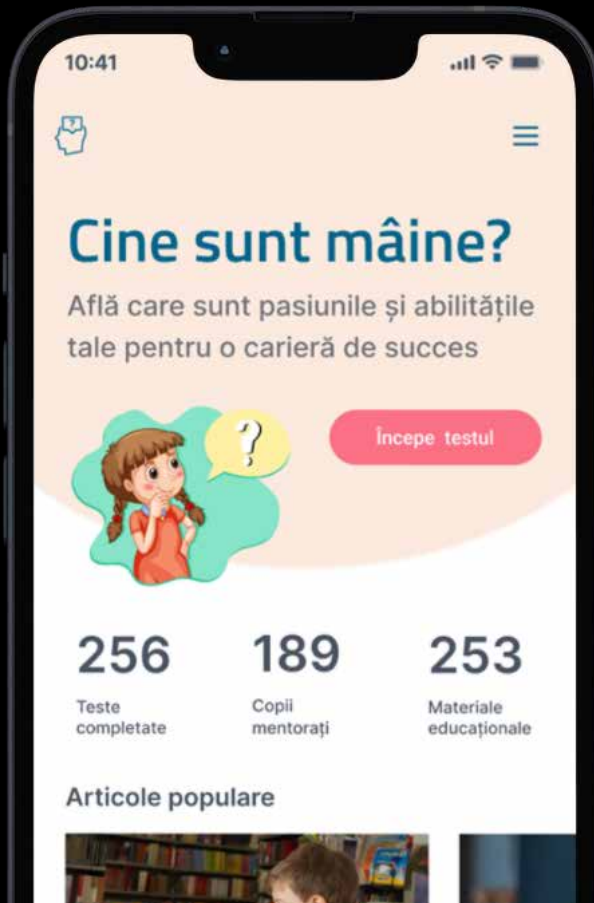 10:41
Cine sunt mâine?
Află care sunt pasiunile și abilitățile
tale pentru o carieră de succes
?
Începe testul
256
189
253
Teste
completate
Copii
mentorați
Materiale
educaționale
Articole populare